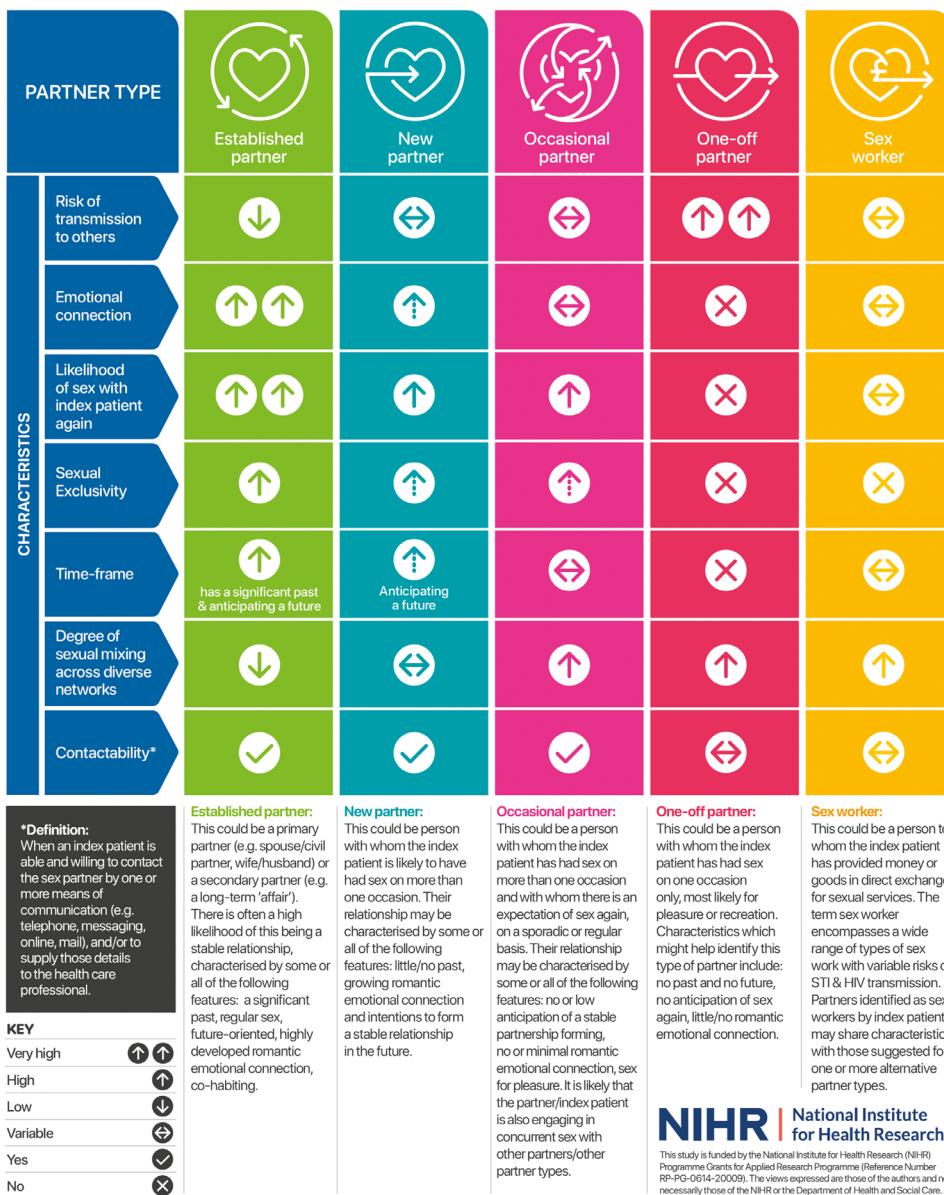 PARTNER TYPE
Established
partner
New
partner
Occasional
partner
One-off
partner
£
Sex
worker
CHARACTERISTICS
Risk of
transmission
to others
Emotional
connection
Likelihood
of sex with
index patient
again
Sexual
Exclusivity
Time-frame
has a significant past
& anticipating a future
Anticipating
a future
Degree of
sexual mixing
across diverse
networks
Contactability*
*Definition:
When an index patient is
able and willing to contact
the sex partner by one or
more means of
communication (e.g.
telephone, messaging,
online, mail), and/or to
supply those details
to the health care
professional.
KEY
Very high
High
Low
Variable
Yes
No
Established partner:
This could be a primary
partner (e.g. spouse/civil
partner, wife/husband) or
a secondary partner (e.g.
a long-term ‘affair’).
There is often a high
likelihood of this being a
stable relationship,
characterised by some or
all of the following
features: a significant
past, regular sex,
future-oriented, highly
developed romantic
emotional connection,
co-habiting.
New partner:
This could be person
with whom the index
patient is likely to have
had sex on more than
one occasion. Their
relationship may be
characterised by some or
all of the following
features: little/no past,
growing romantic
emotional connection
and intentions to form
a stable relationship
in the future.
Occasional partner:
This could be a person
with whom the index
patient has had sex on
more than one occasion
and with whom there is an
expectation of sex again,
on a sporadic or regular
basis. Their relationship
may be characterised by
some or all of the following
features: no or low
anticipation of a stable
partnership forming,
no or minimal romantic
emotional connection, sex
for pleasure. It is likely that
the partner/index patient
is also engaging in
concurrent sex with
other partners/other
partner types.
One-off partner:
This could be a person
with whom the index
patient has had sex
on one occasion
only, most likely for
pleasure or recreation.
Characteristics which
might help identify this
type of partner include:
no past and no future,
no anticipation of sex
again, little/no romantic
emotional connection.
Sex worker:
This could be a person
whom the index patient
has provided money or
goods in direct
for sexual services. The
term sex worker
encompasses a wide
range of types of sex
work with variable risks
STI & HIV transmission.
Partners identified as
workers by index patient
may share
with those suggested
one or more alternative
partner types.
NIHR | National Institute
for Health Research
This study is funded by the National Institute for Health Research (NIHR)
Programme Grants for Applied Research Programme (Reference Number
RP-PG-0614-20009). The views expressed are those of the authors and
necessarily those of the NIHR or the Department of Health and Social Care.